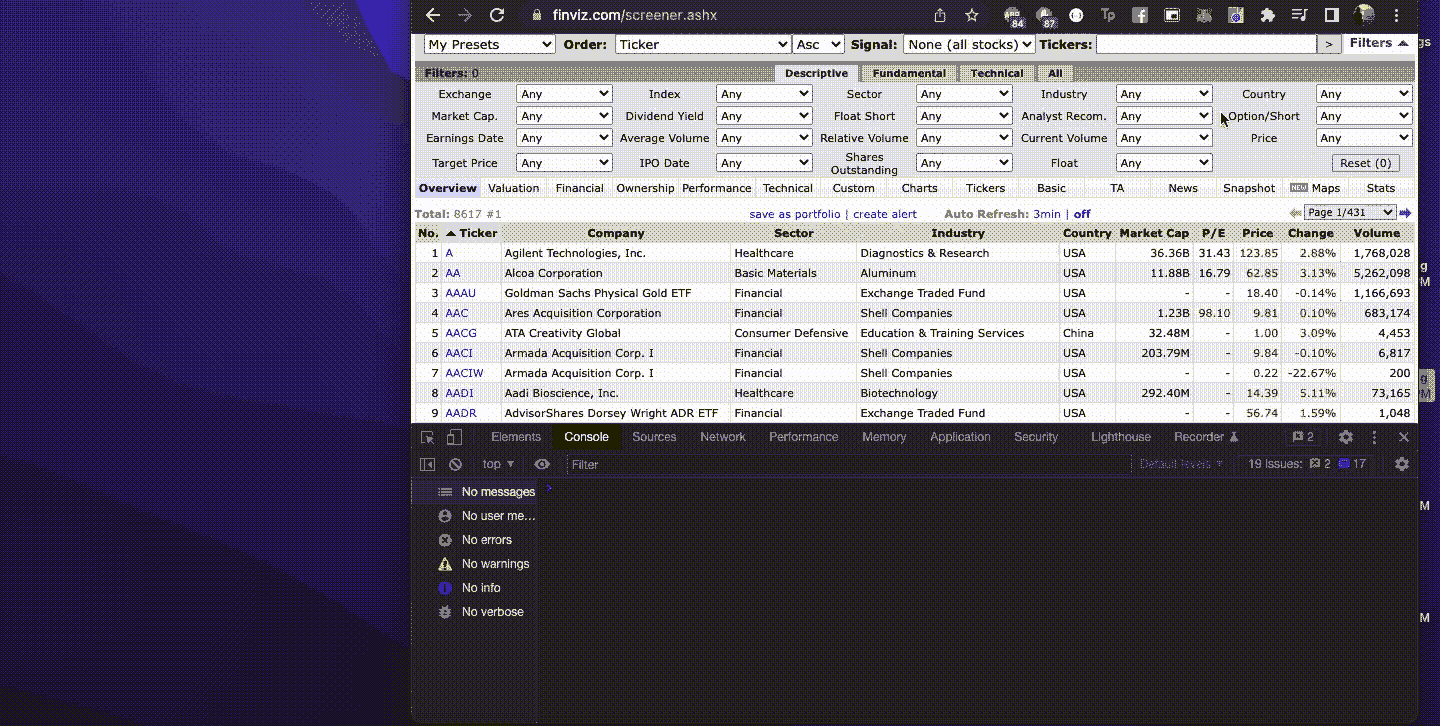 finviz.com/screener.ashx 84 87 Tp
My Presets Order: Ticker Asc Signal: None (all stocks) Tickers: > Filters
gs
Filters: 0 Descriptive Fundamental Technical All
Exchange Any Index Any Sector Any Industry Any Country Any
Market Cap. Any Dividend Yield Any Float Short Any Analyst Recom. Any Option/Short Any
Earnings Date Any Average Volume Any Relative Volume Any Current Volume Any Price Any
Target Price Any IPO Date Any Shares Outstanding Any Float Any Reset (0)
Overview Valuation Financial Ownership Performance Technical Custom Charts Tickers Basic TA News Snapshot NEW Maps Stats
Total: 8617 #1 save as portfolio | create alert Auto Refresh: 3min | off Page 1/431
No. Ticker Company Sector Industry Country Market Cap P/E Price Change Volume
1 A Agilent Technologies, Inc. Healthcare Diagnostics & Research USA 36.36B 31.43 123.85 2.88% 1,768,028
2 AA Alcoa Corporation Basic Materials Aluminum USA 11.88B 16.79 62.85 3.13% 5,262,098
3 AAAU Goldman Sachs Physical Gold ETF Financial Exchange Traded Fund USA - - 18.40 -0.14% 1,166,693
4 AAC Ares Acquisition Corporation Financial Shell Companies USA 1.23B 98.10 9.81 0.10% 683,174
5 AACG ATA Creativity Global Consumer Defensive Education & Training Services China 32.48M - 1.00 3.09% 4,453
6 AACI Armada Acquisition Corp. I Financial Shell Companies USA 203.79M - 9.84 -0.10% 6,817
7 AACIW Armada Acquisition Corp. I Financial Shell Companies USA - - 0.22 -22.67% 200
8 AADI Aadi Bioscience, Inc. Healthcare Biotechnology USA 292.40M - 14.39 5.11% 73,165
9 AADR AdvisorShares Dorsey Wright ADR ETF Financial Exchange Traded Fund USA - - 56.74 1.59% 1,048
g
M
g
M
Elements Console Sources Network Performance Memory Application Security Lighthouse Recorder 2
top Filter Default levels 19 Issues: 2 17
No messages >
No user me...
No errors
No warnings
No info
No verbose
M
M